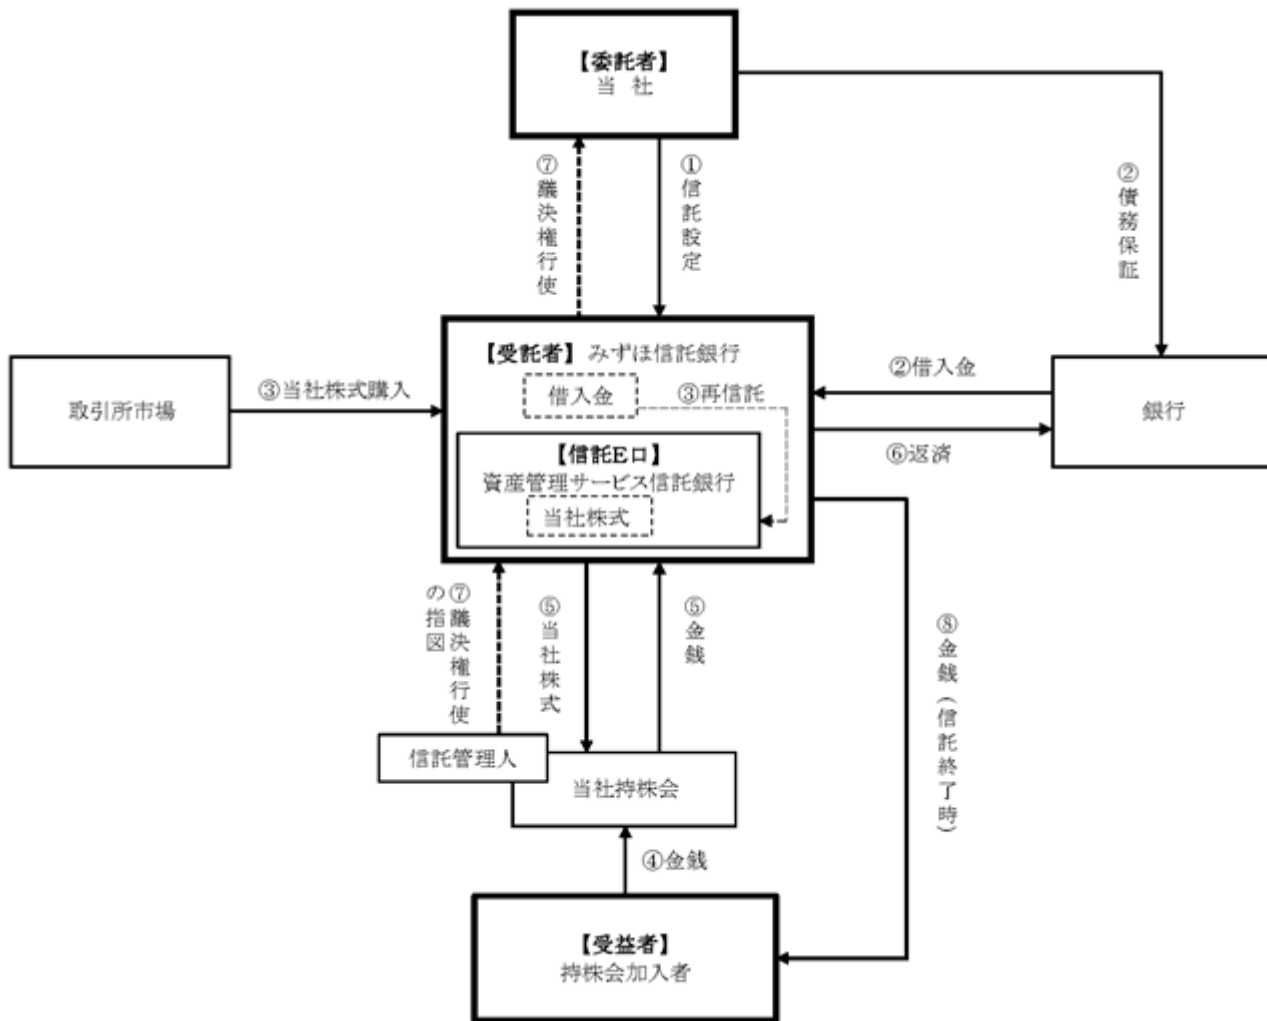 【委託者】
当 社
⑦議決権行使
①信託設定
②債務保証
【受託者】みずほ信託銀行
借入金
③再信託
②借入金
③当社株式購入
取引所市場
銀行
⑥返済
【信託E口】
資産管理サービス信託銀行
当社株式
⑦議決権行使
の指図
⑤当社株式
⑤金銭
⑧金銭（信託終了時）
信託管理人
当社持株会
④金銭
【受益者】
持株会加入者